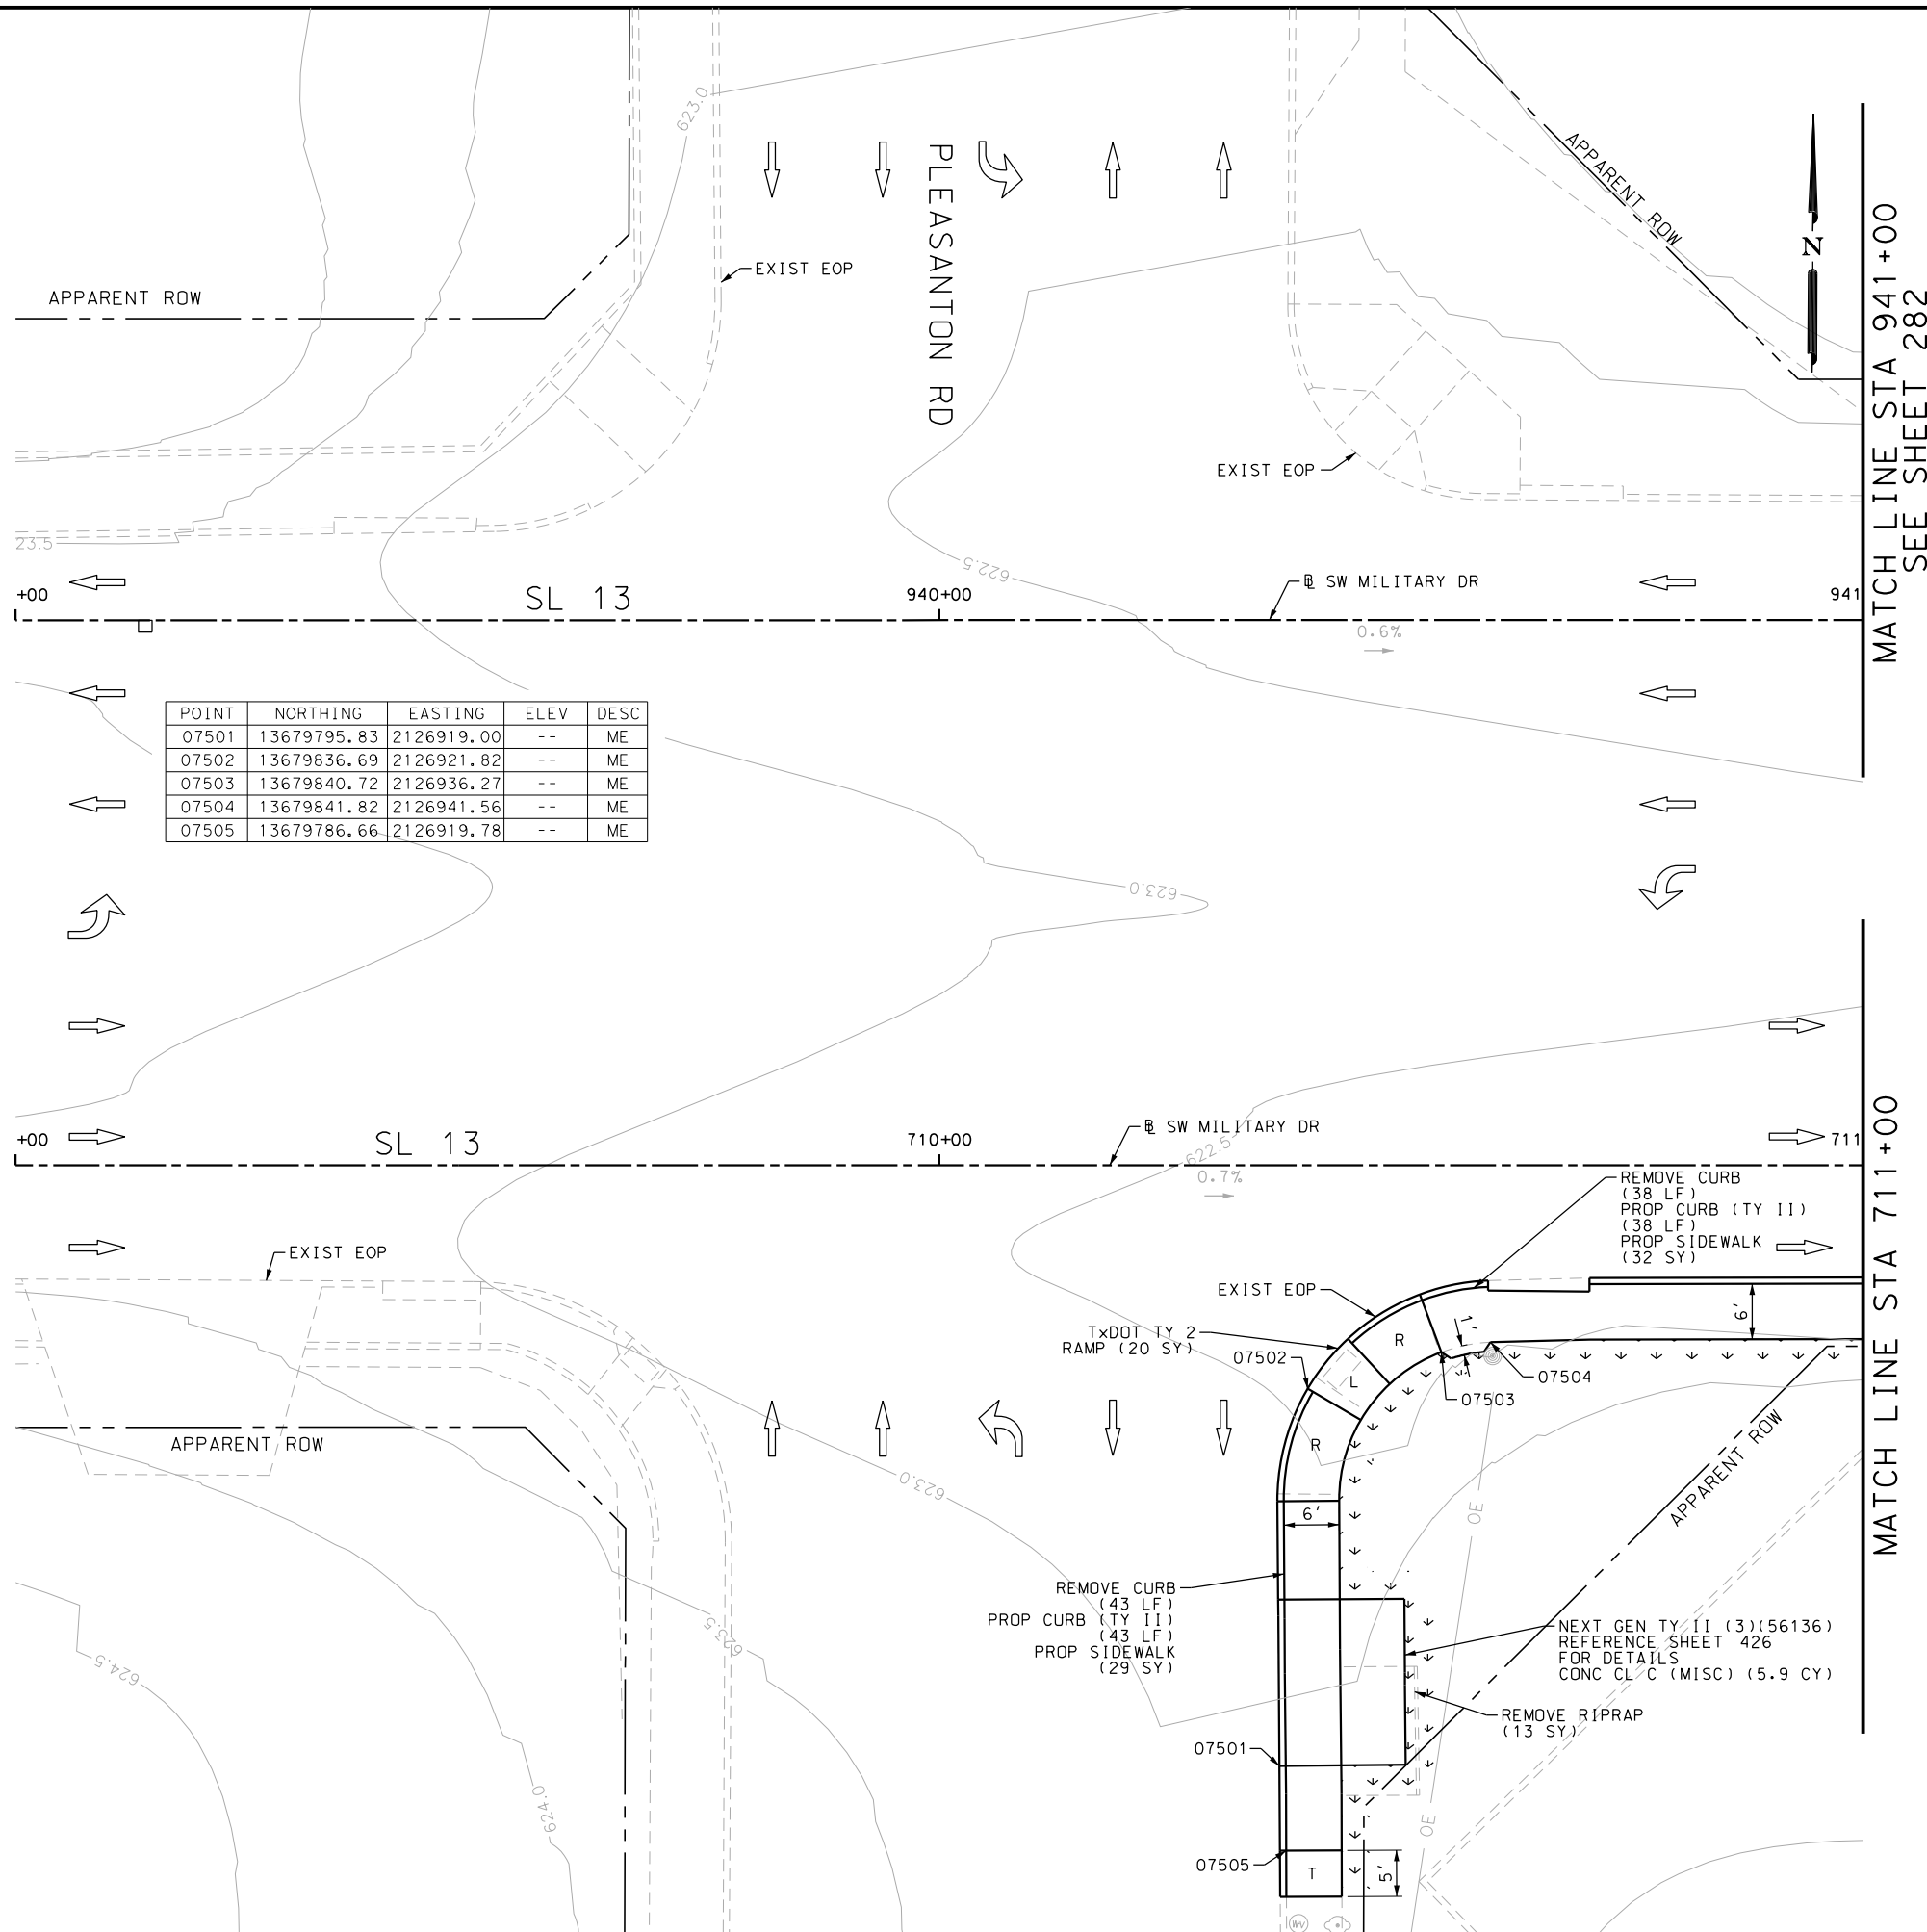 623.0
PLEASANTON RD
APPARENT ROW
N
EXIST EOP
APPARENT ROW
MATCH LINE STA 941+00
SEE SHEET 282
EXIST EOP
23.5
622.5
+00
SL 13
940+00
℄ SW MILITARY DR
941
0.6%
POINT NORTHING EASTING ELEV DESC
07501 13679795.83 2126919.00 -- ME
07502 13679836.69 2126921.82 -- ME
07503 13679840.72 2126936.27 -- ME
07504 13679841.82 2126941.56 -- ME
07505 13679786.66 2126919.78 -- ME
623.0
+00
SL 13
710+00
℄ SW MILITARY DR
711
622.5
0.7%
MATCH LINE STA 711+00
REMOVE CURB
(38 LF)
PROP CURB (TY II)
(38 LF)
PROP SIDEWALK
(32 SY)
EXIST EOP
EXIST EOP
6'
1'
TxDOT TY 2
RAMP (20 SY)
R
07502
L
07504
07503
APPARENT ROW
R
APPARENT ROW
623.0
6'
OE
REMOVE CURB
(43 LF)
PROP CURB (TY II)
(43 LF)
PROP SIDEWALK
(29 SY)
NEXT GEN TY II (3)(56136)
REFERENCE SHEET 426
FOR DETAILS
CONC CL C (MISC) (5.9 CY)
623.5
624.5
REMOVE RIPRAP
(13 SY)
07501
624.0
OE
07505
T
5'
WV